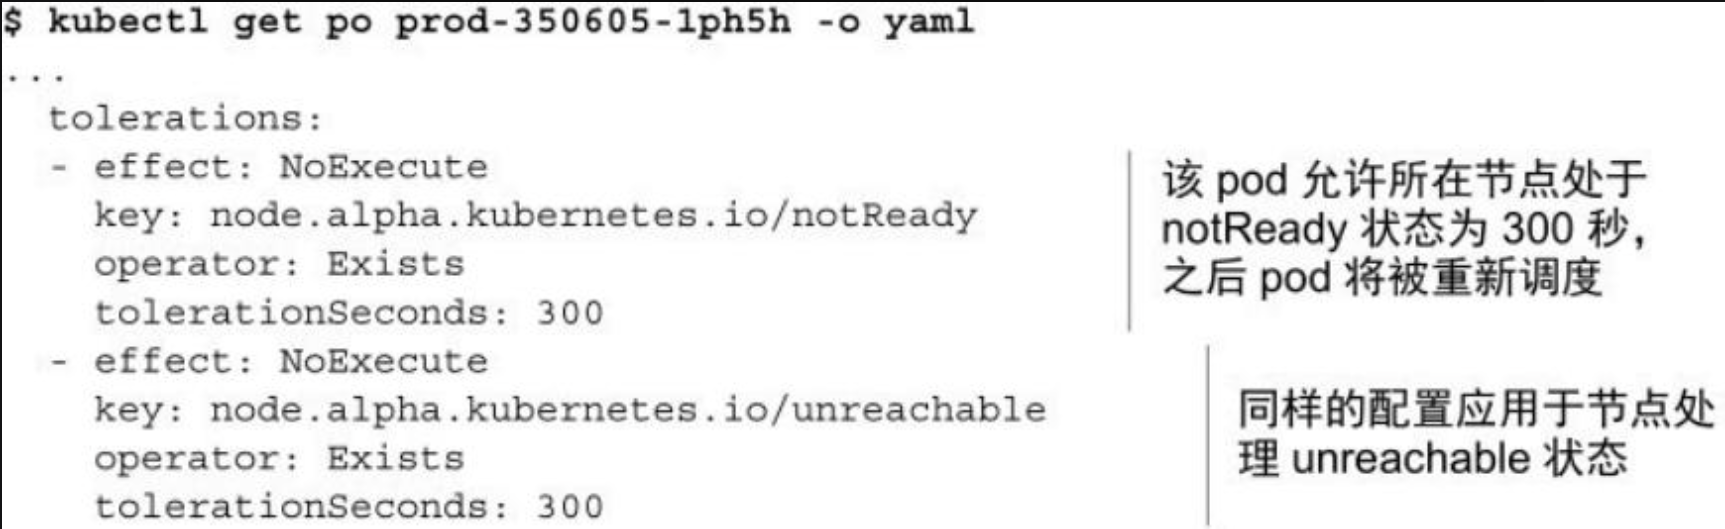 $ kubectl get po prod-350605-1ph5h -o yaml
...
tolerations:
- effect: NoExecute
key: node.alpha.kubernetes.io/notReady
operator: Exists
tolerationSeconds: 300
该 pod 允许所在节点处于
notReady 状态为 300 秒，
之后 pod 将被重新调度
- effect: NoExecute
key: node.alpha.kubernetes.io/unreachable
operator: Exists
tolerationSeconds: 300
同样的配置应用于节点处
理 unreachable 状态